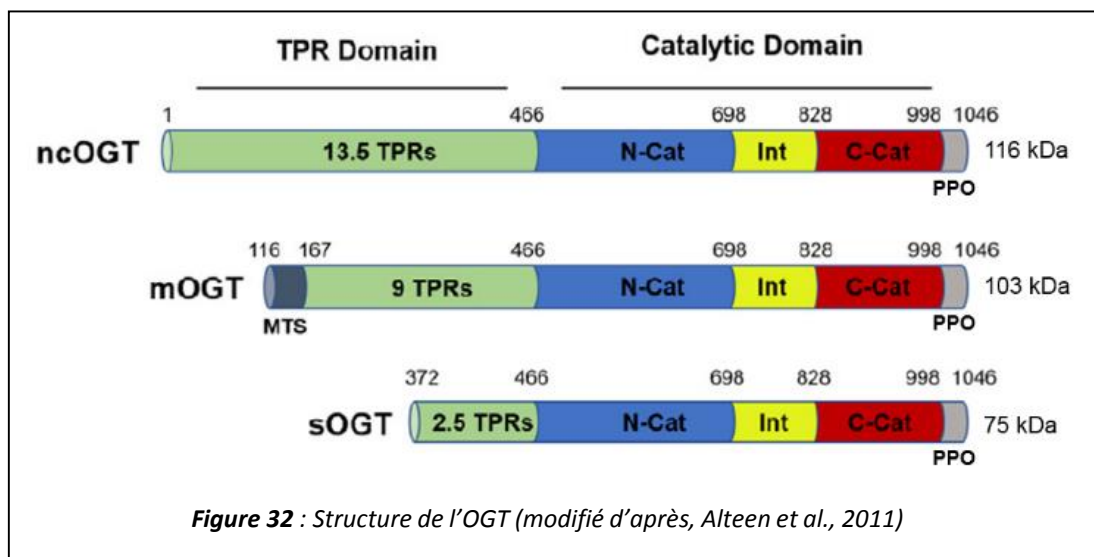 TPR Domain Catalytic Domain
1 466 698 828 998 1046
ncOGT 13.5 TPRs N-Cat Int C-Cat 116 kDa
PPO
116 167 466 698 828 998 1046
mOGT 9 TPRs N-Cat Int C-Cat 103 kDa
MTS PPO
372 466 698 828 998 1046
sOGT 2.5 TPRs N-Cat Int C-Cat 75 kDa
PPO
Figure 32 : Structure de l’OGT (modifié d’après, Alteen et al., 2011)